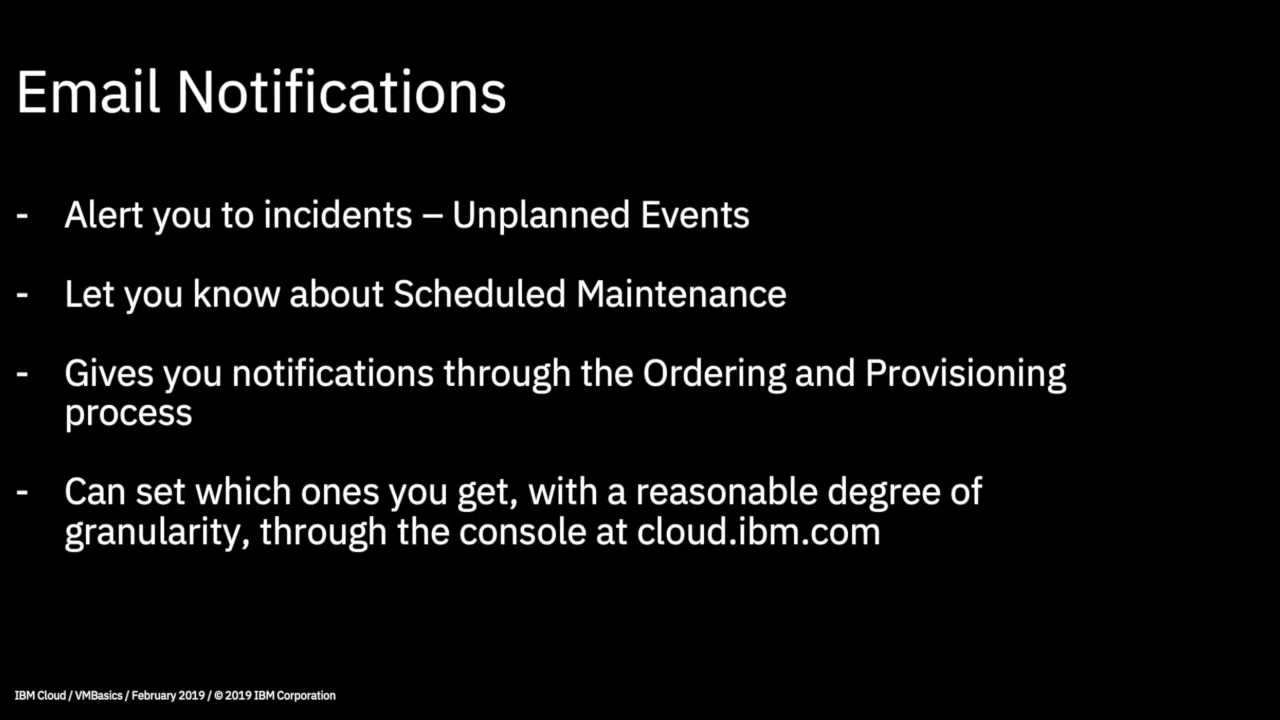 Email Notifications
- Alert you to incidents – Unplanned Events
- Let you know about Scheduled Maintenance
- Gives you notifications through the Ordering and Provisioning
process
- Can set which ones you get, with a reasonable degree of
granularity, through the console at cloud.ibm.com
IBM Cloud / VMBasics / February 2019 / © 2019 IBM Corporation